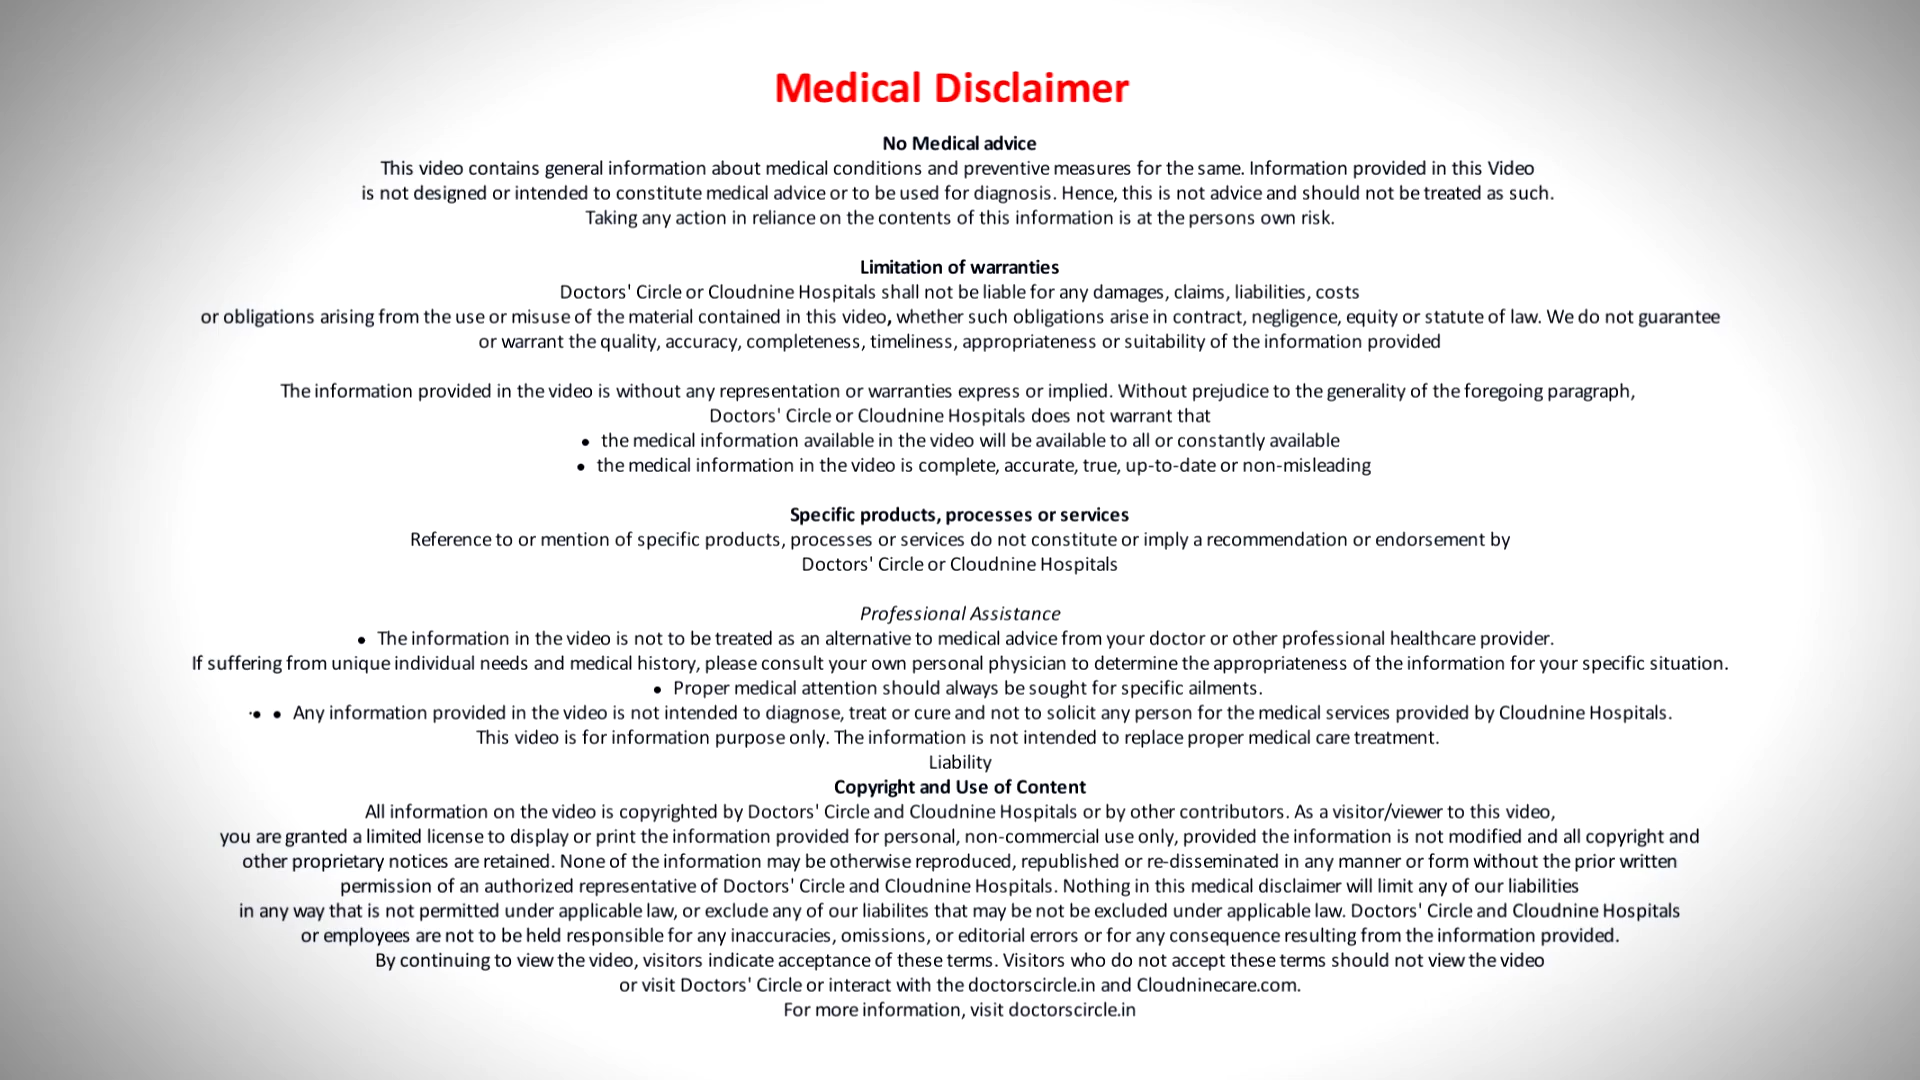 Medical Disclaimer
No Medical advice
This video contains general information about medical conditions and preventive measures for the same. Information provided in this Video
is not designed or intended to constitute medical advice or to be used for diagnosis. Hence, this is not advice and should not be treated as such.
Taking any action in reliance on the contents of this information is at the persons own risk.
Limitation of warranties
Doctors' Circle or Cloudnine Hospitals shall not be liable for any damages, claims, liabilities, costs
or obligations arising from the use or misuse of the material contained in this video, whether such obligations arise in contract, negligence, equity or statute of law. We do not guarantee
or warrant the quality, accuracy, completeness, timeliness, appropriateness or suitability of the information provided
The information provided in the video is without any representation or warranties express or implied. Without prejudice to the generality of the foregoing paragraph,
Doctors' Circle or Cloudnine Hospitals does not warrant that
• the medical information available in the video will be available to all or constantly available
• the medical information in the video is complete, accurate, true, up-to-date or non-misleading
Specific products, processes or services
Reference to or mention of specific products, processes or services do not constitute or imply a recommendation or endorsement by
Doctors' Circle or Cloudnine Hospitals
Professional Assistance
• The information in the video is not to be treated as an alternative to medical advice from your doctor or other professional healthcare provider.
If suffering from unique individual needs and medical history, please consult your own personal physician to determine the appropriateness of the information for your specific situation.
• Proper medical attention should always be sought for specific ailments.
·• • Any information provided in the video is not intended to diagnose, treat or cure and not to solicit any person for the medical services provided by Cloudnine Hospitals.
This video is for information purpose only. The information is not intended to replace proper medical care treatment.
Liability
Copyright and Use of Content
All information on the video is copyrighted by Doctors' Circle and Cloudnine Hospitals or by other contributors. As a visitor/viewer to this video,
you are granted a limited license to display or print the information provided for personal, non-commercial use only, provided the information is not modified and all copyright and
other proprietary notices are retained. None of the information may be otherwise reproduced, republished or re-disseminated in any manner or form without the prior written
permission of an authorized representative of Doctors' Circle and Cloudnine Hospitals. Nothing in this medical disclaimer will limit any of our liabilities
in any way that is not permitted under applicable law, or exclude any of our liabilites that may be not be excluded under applicable law. Doctors' Circle and Cloudnine Hospitals
or employees are not to be held responsible for any inaccuracies, omissions, or editorial errors or for any consequence resulting from the information provided.
By continuing to view the video, visitors indicate acceptance of these terms. Visitors who do not accept these terms should not view the video
or visit Doctors' Circle or interact with the doctorscircle.in and Cloudninecare.com.
For more information, visit doctorscircle.in